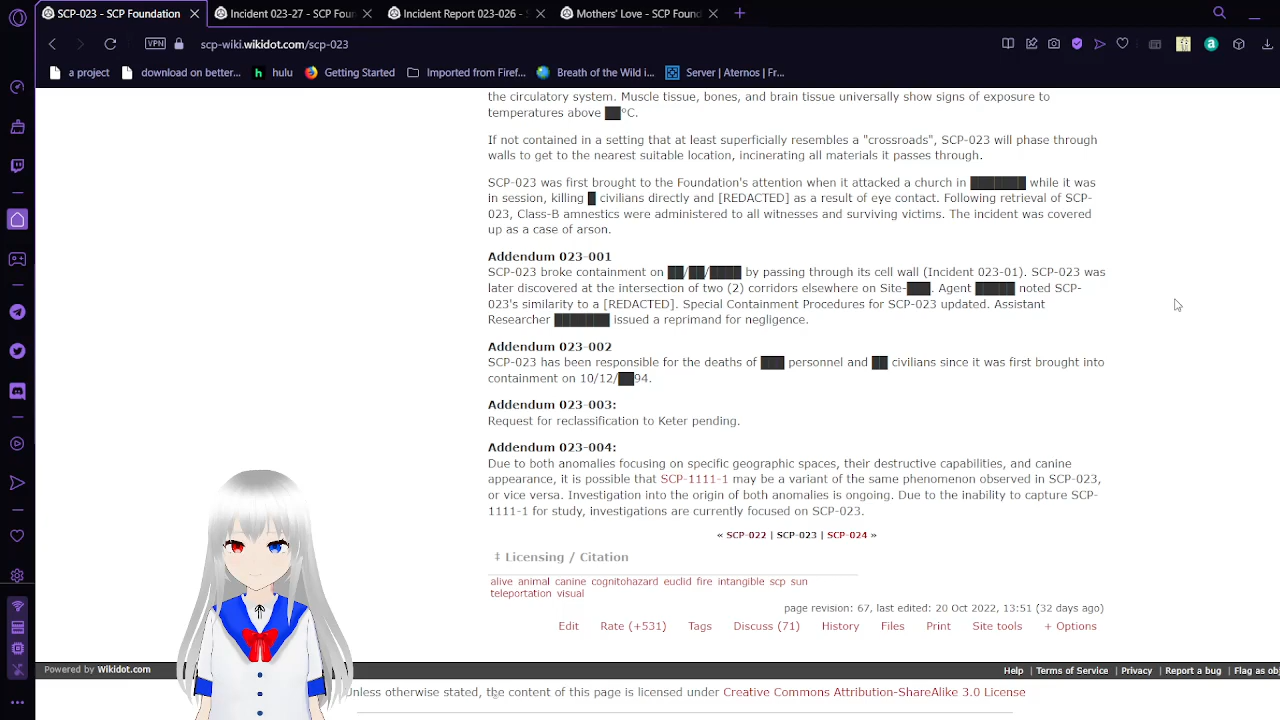 SCP-023 - SCP Foundation
Incident 023-27 - SCP Foun
Incident Report 023-026 -
Mothers' Love - SCP Found
VPN
scp-wiki.wikidot.com/scp-023
a project
download on better...
hulu
Getting Started
Imported from Firef...
Breath of the Wild i...
Server | Aternos | Fr...
the circulatory system. Muscle tissue, bones, and brain tissue universally show signs of exposure to
temperatures above ██°C.
If not contained in a setting that at least superficially resembles a "crossroads", SCP-023 will phase through
walls to get to the nearest suitable location, incinerating all materials it passes through.
SCP-023 was first brought to the Foundation's attention when it attacked a church in ███████ while it was
in session, killing █ civilians directly and [REDACTED] as a result of eye contact. Following retrieval of SCP-
023, Class-B amnestics were administered to all witnesses and surviving victims. The incident was covered
up as a case of arson.
Addendum 023-001
SCP-023 broke containment on ██/██/████ by passing through its cell wall (Incident 023-01). SCP-023 was
later discovered at the intersection of two (2) corridors elsewhere on Site-███. Agent █████ noted SCP-
023's similarity to a [REDACTED]. Special Containment Procedures for SCP-023 updated. Assistant
Researcher ███████ issued a reprimand for negligence.
Addendum 023-002
SCP-023 has been responsible for the deaths of ███ personnel and ██ civilians since it was first brought into
containment on 10/12/██94.
Addendum 023-003:
Request for reclassification to Keter pending.
Addendum 023-004:
Due to both anomalies focusing on specific geographic spaces, their destructive capabilities, and canine
appearance, it is possible that SCP-1111-1 may be a variant of the same phenomenon observed in SCP-023,
or vice versa. Investigation into the origin of both anomalies is ongoing. Due to the inability to capture SCP-
1111-1 for study, investigations are currently focused on SCP-023.
« SCP-022 | SCP-023 | SCP-024 »
‡ Licensing / Citation
alive animal canine cognitohazard euclid fire intangible scp sun
teleportation visual
page revision: 67, last edited: 20 Oct 2022, 13:51 (32 days ago)
Edit Rate (+531) Tags Discuss (71) History Files Print Site tools + Options
Powered by Wikidot.com
Help | Terms of Service | Privacy | Report a bug | Flag as obj
Unless otherwise stated, the content of this page is licensed under Creative Commons Attribution-ShareAlike 3.0 License